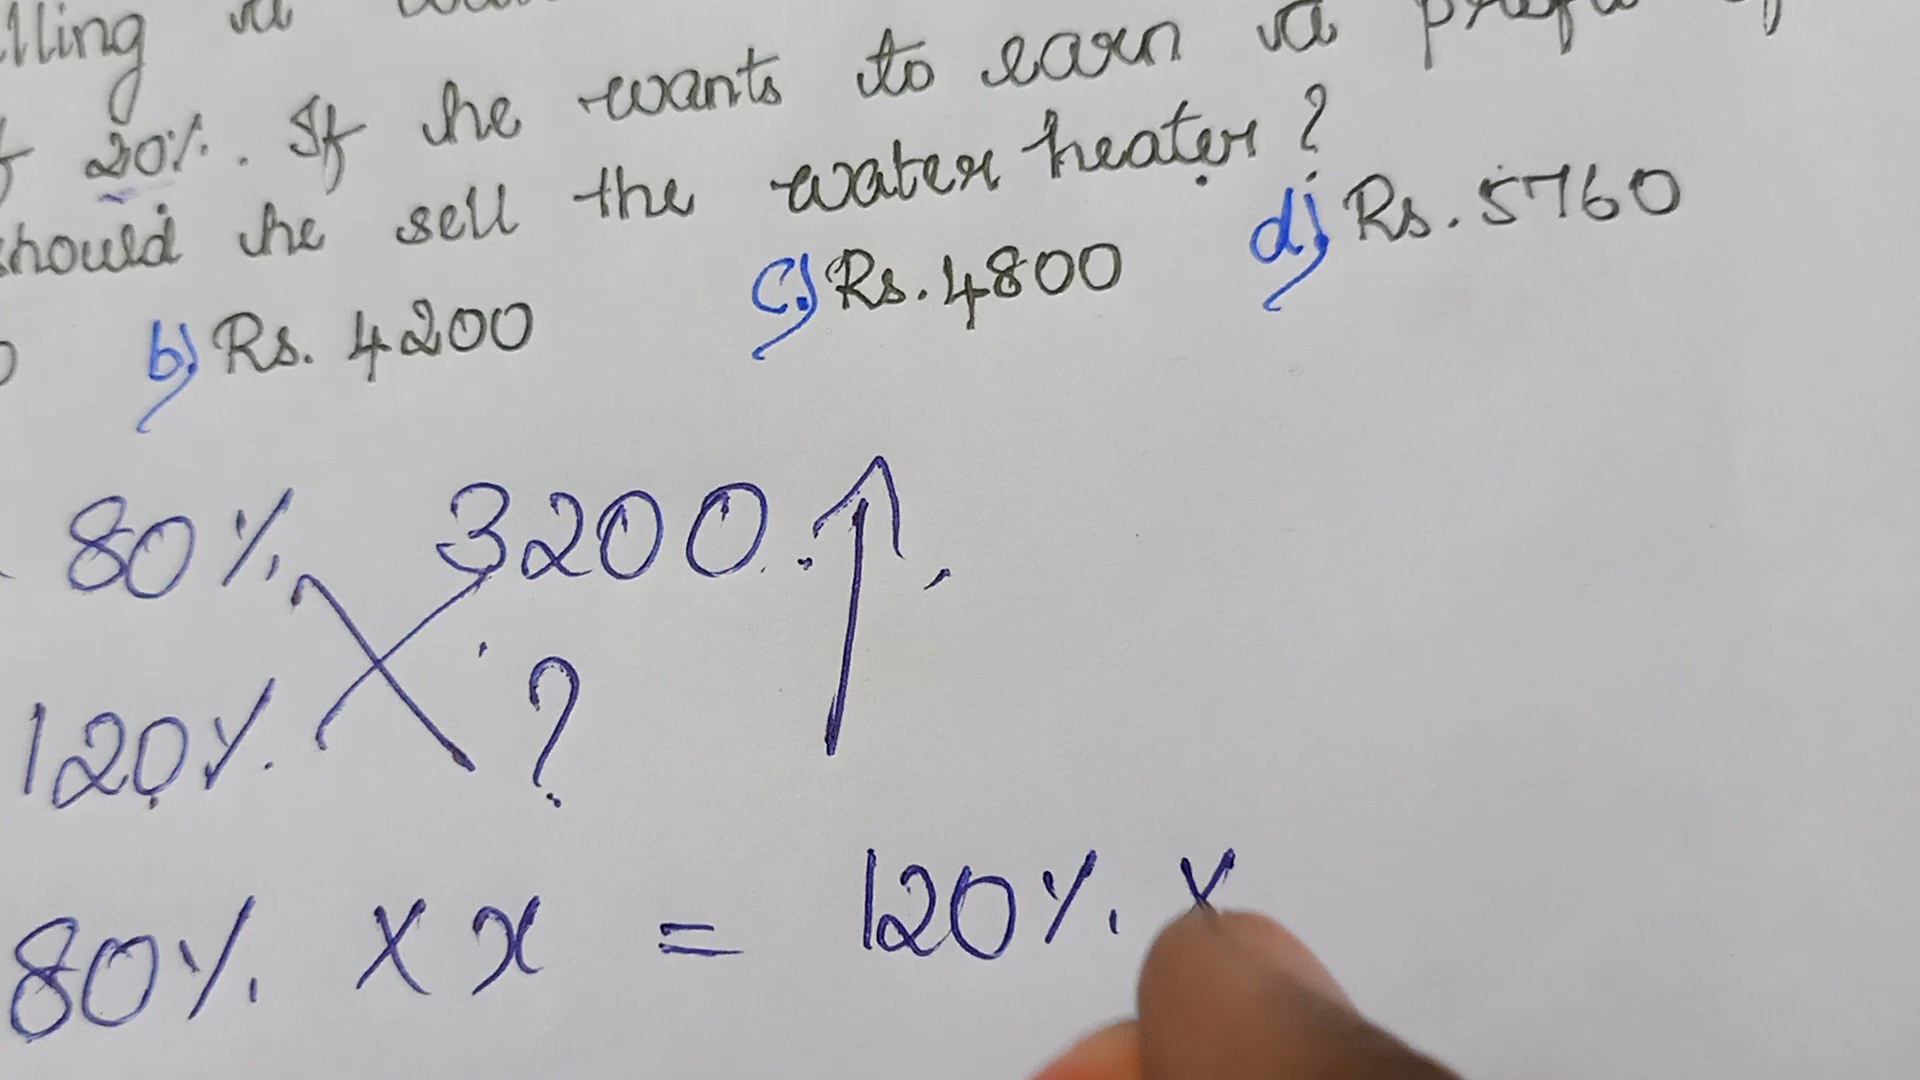 20%. If he wants to earn a
should he sell the water heater?
b) Rs. 4200 c.) Rs. 4800 d) Rs. 5760
80% 3200.
120% ?
80% × x = 120% ×